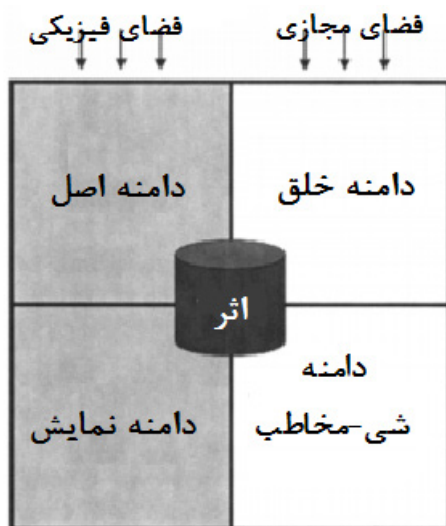 فضای مجازی
فضای فیزیکی
دامنه خلق
دامنه اصل
اثر
دامنه
شی-مخاطب
دامنه نمایش